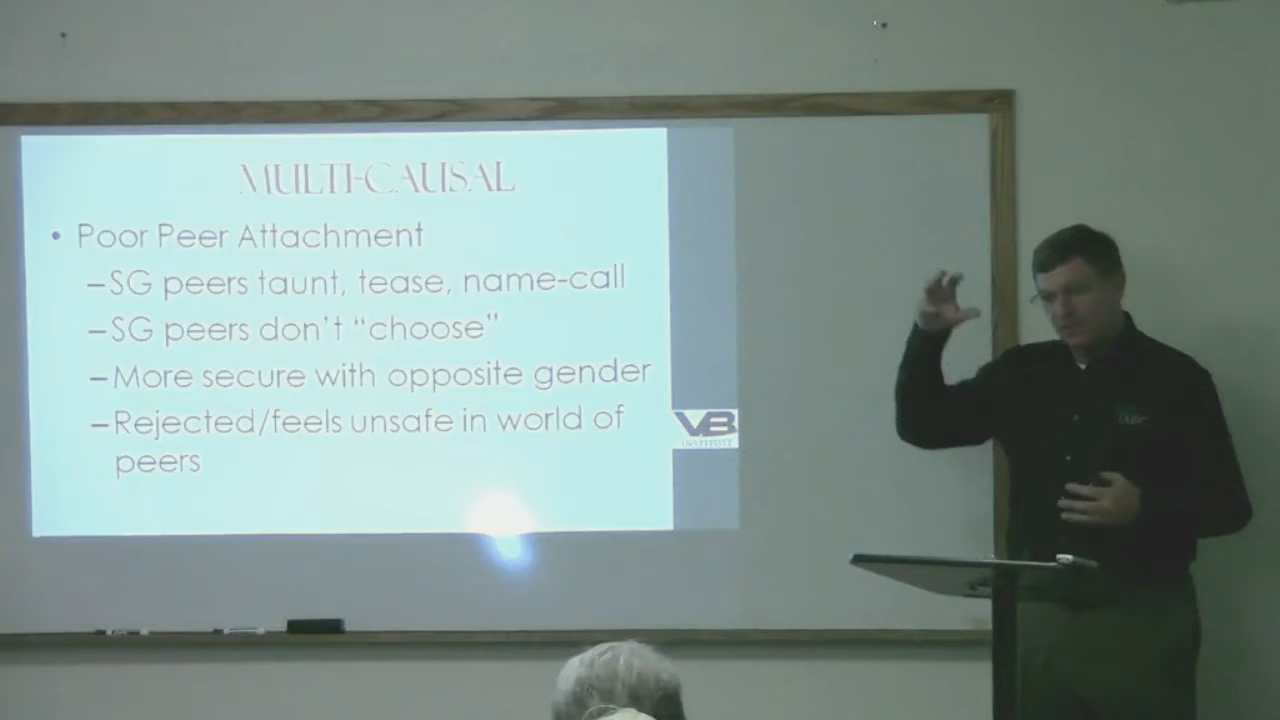 MULTI-CAUSAL
• Poor Peer Attachment
–SG peers taunt, tease, name-call
–SG peers don't "choose"
–More secure with opposite gender
–Rejected/feels unsafe in world of
peers
VB
INSTITUTE